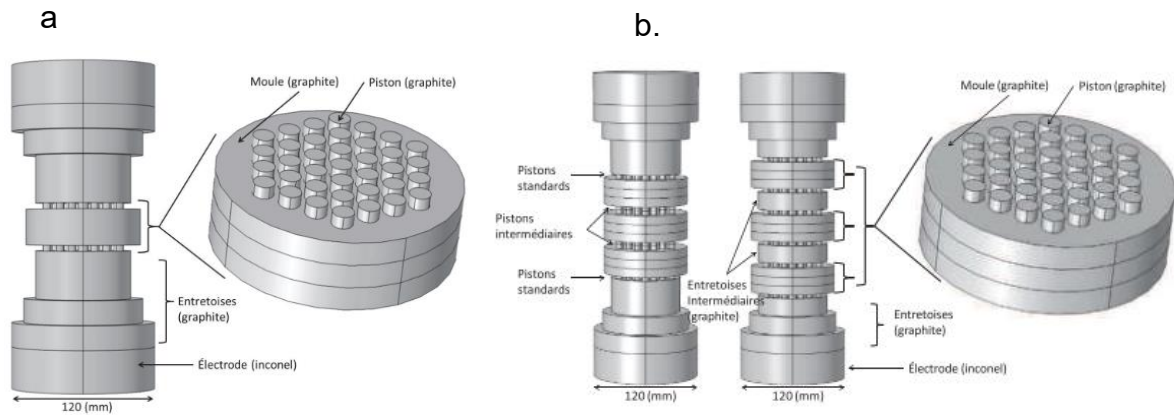 a
Moule (graphite)
Piston (graphite)
Entretoises
(graphite)
Électrode (inconel)
120 (mm)
b.
Moule (graphite)
Piston (graphite)
Pistons
standards
Pistons
intermédiaires
Pistons
standards
Entretoises
Intermédiaires
(graphite)
Entretoises
(graphite)
Électrode (inconel)
120 (mm)
120 (mm)